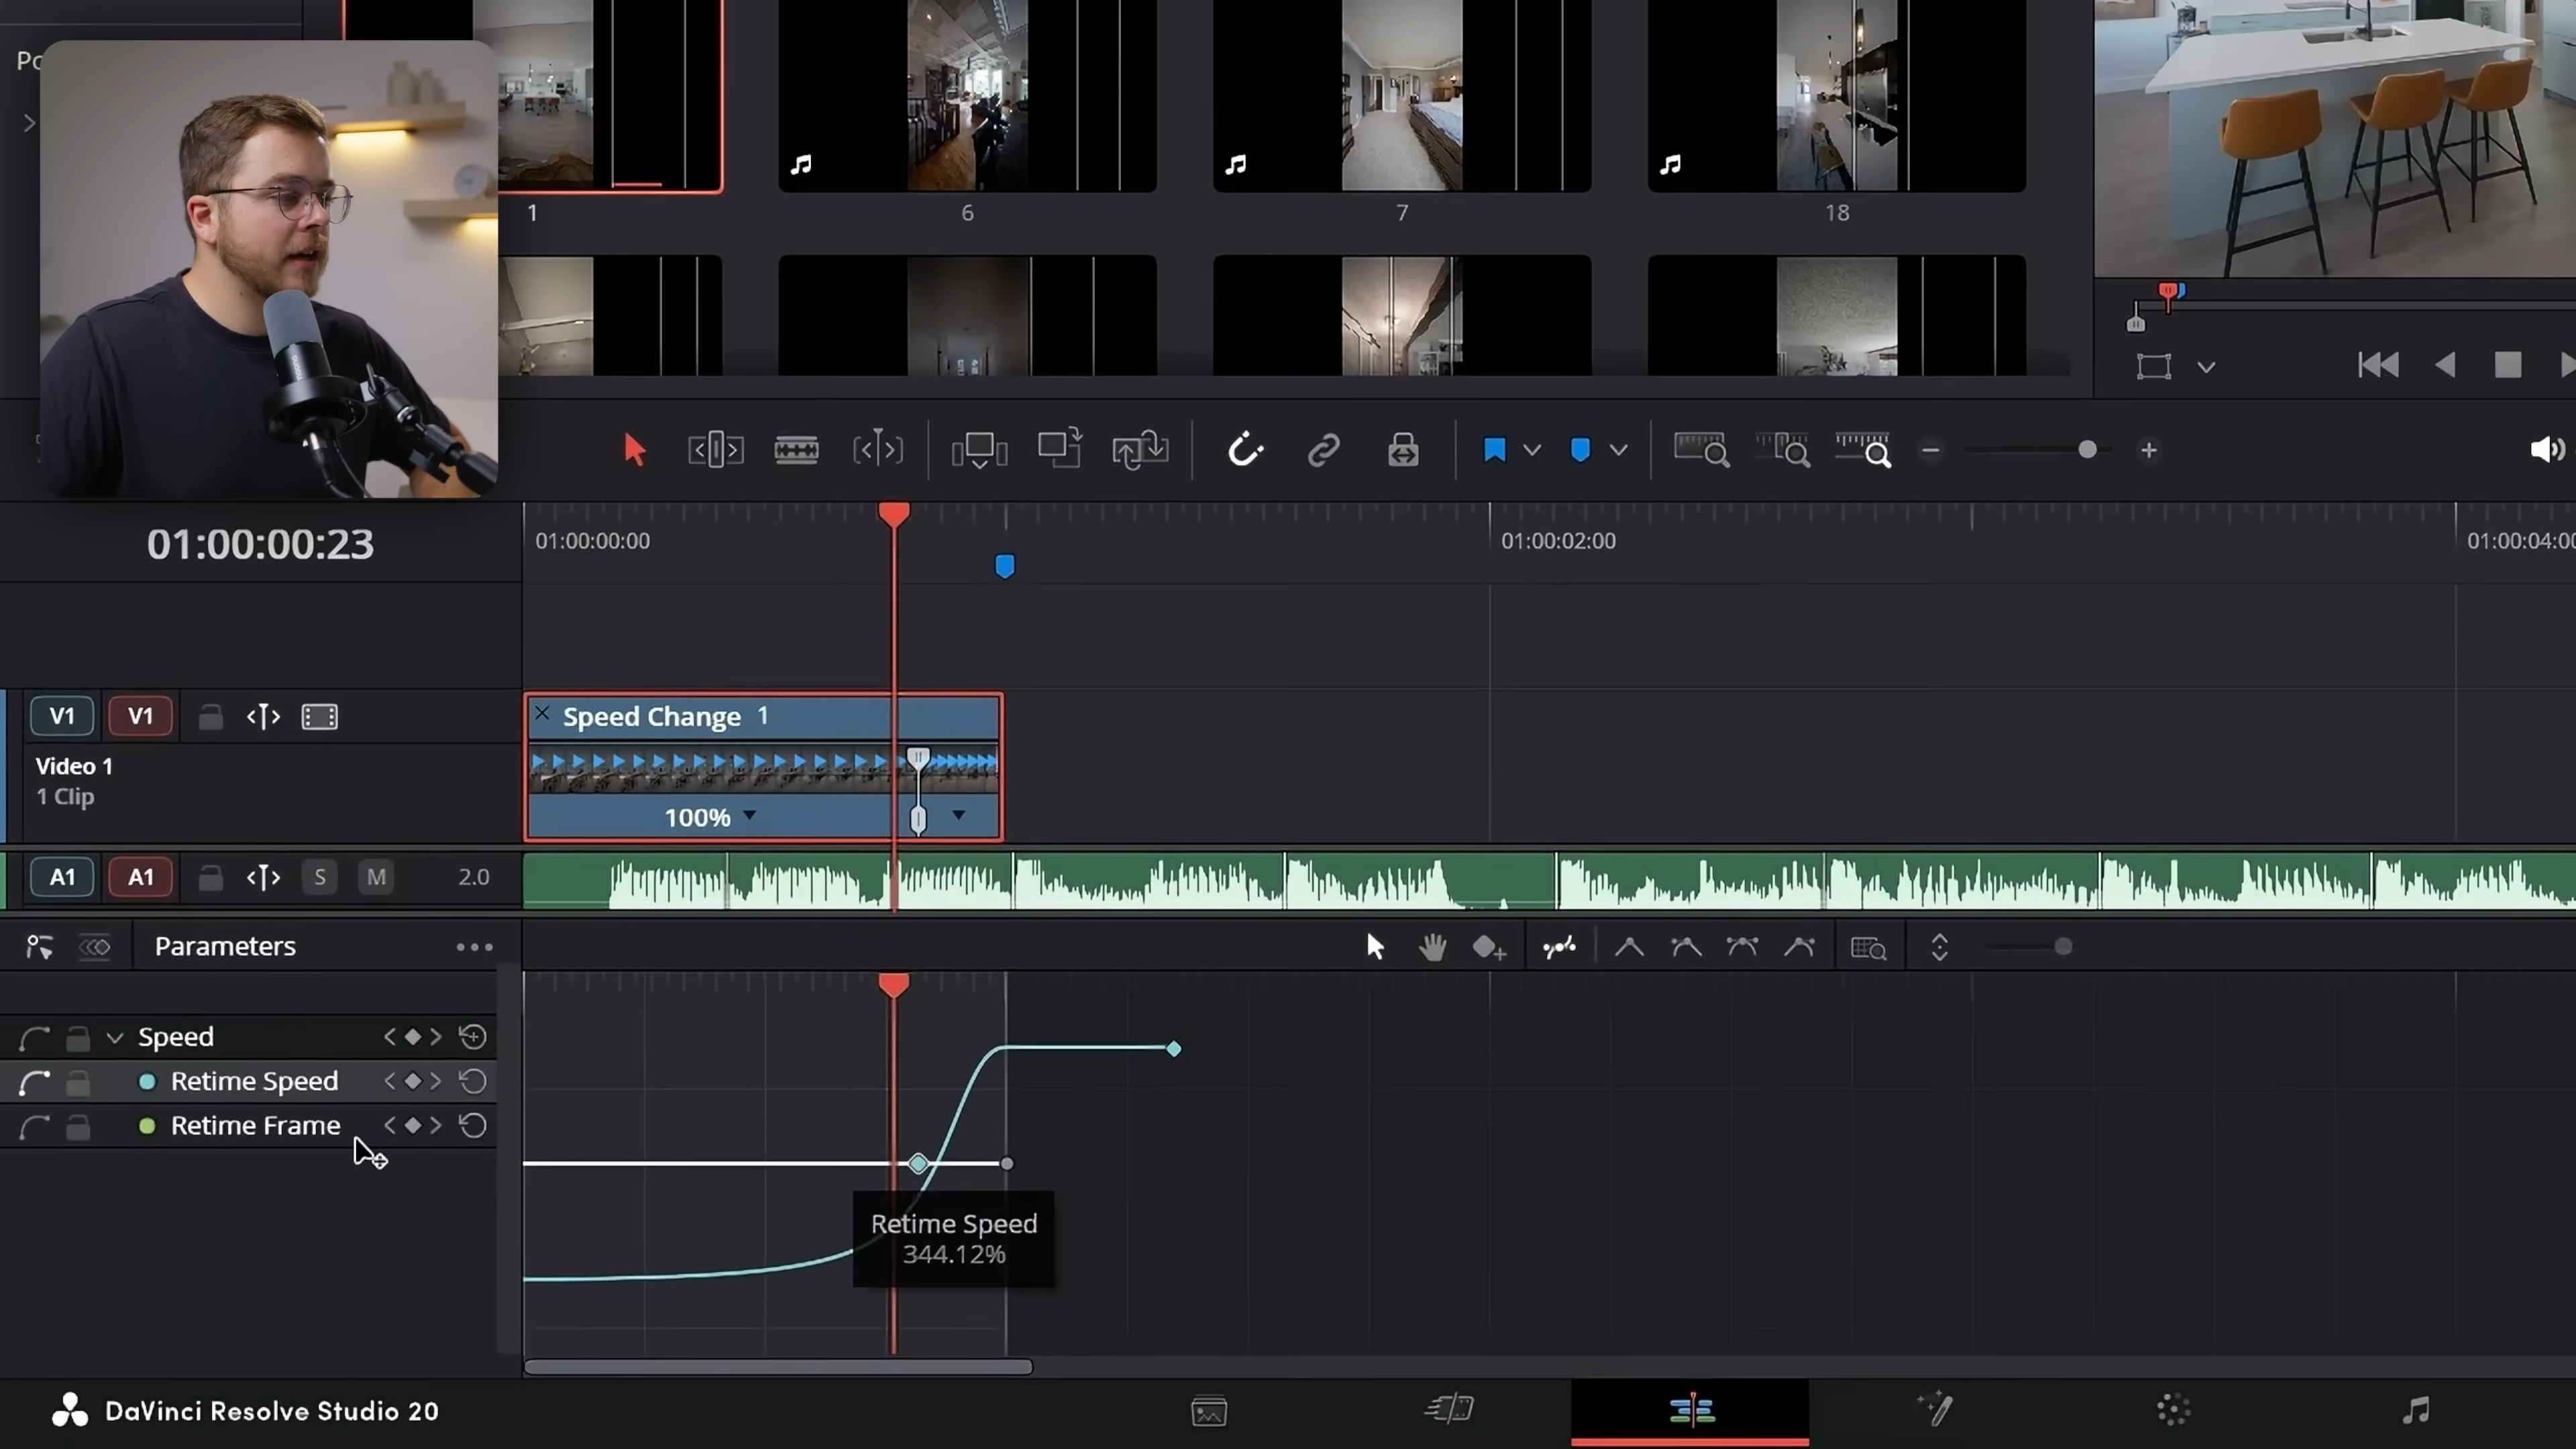 Po
1
6
7
18
01:00:00:23
01:00:00:00
01:00:02:00
01:00:04:00
V1
V1
Speed Change 1
Video 1
1 Clip
100%
A1
A1
S
M
2.0
Parameters
Speed
Retime Speed
Retime Frame
Retime Speed
344.12%
DaVinci Resolve Studio 20